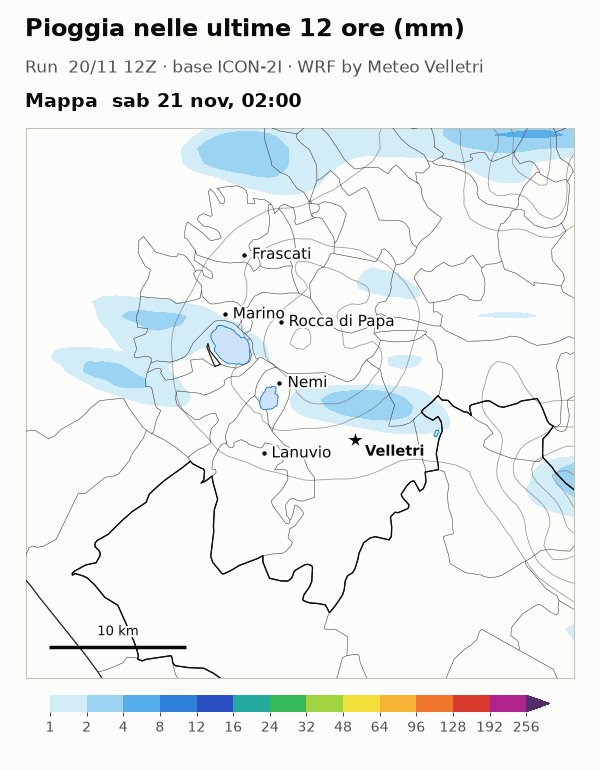 Pioggia nelle ultime 12 ore (mm)
Run  20/11 12Z · base ICON-2I · WRF by Meteo Velletri
Mappa  sab 21 nov, 02:00
Frascati
Marino
Rocca di Papa
Nemi
Velletri
Lanuvio
10 km
1 2 4 8 12 16 24 32 48 64 96 128 192 256